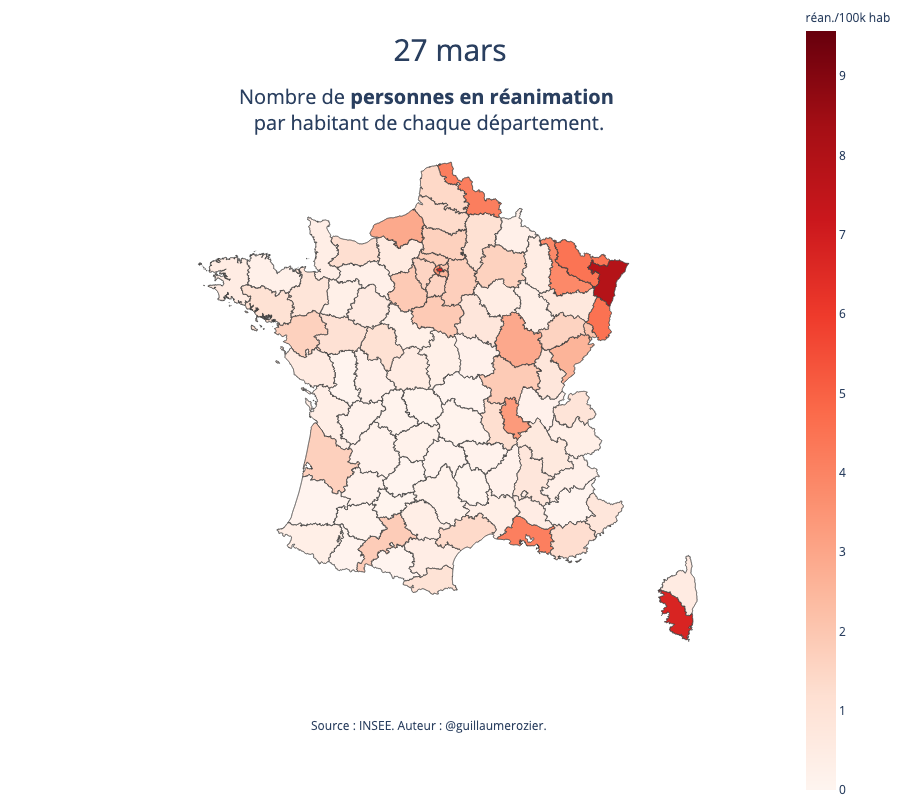 27 mars
Nombre de personnes en réanimation
par habitant de chaque département.
réan./100k hab
9
8
7
6
5
4
3
2
1
0
Source : INSEE. Auteur : @guillaumerozier.